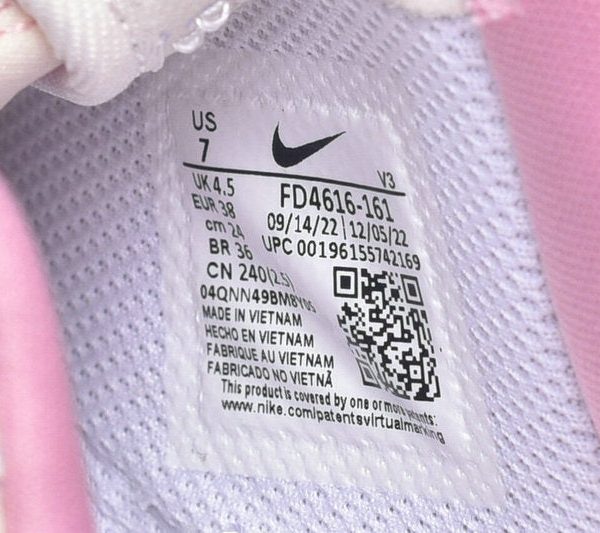 US
7
V3
UK 4.5
FD4616-161
EUR 38
09/14/22 | 12/05/22
cm 24
UPC 00196155742169
BR 36
CN 240(2.5)
MADE IN VIETNAM
HECHO EN VIETNAM
FABRIQUE AU VIETNAM
FABRICADO NO VIETNÃ
This product is covered by one or more patents:
www.nike.com/patentsvirtualmarking